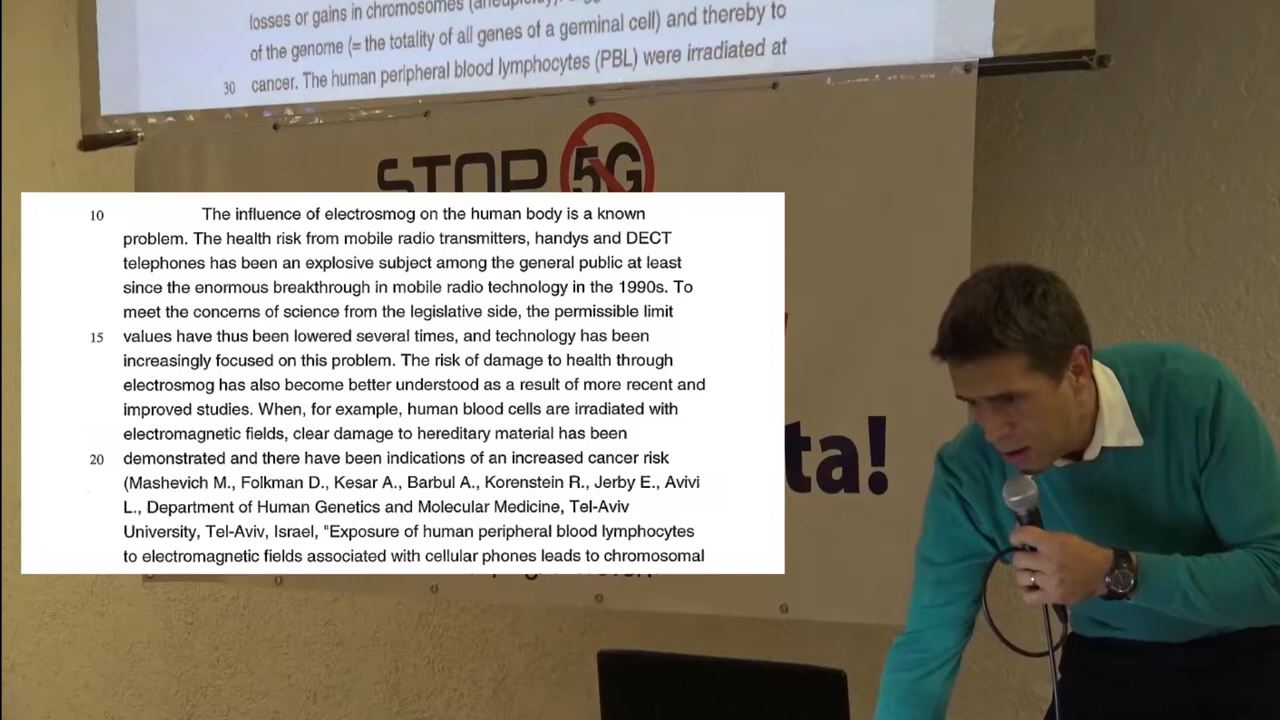 losses or gains in chromosomes
of the genome (= the totality of all genes of a germinal cell) and thereby to
30 cancer. The human peripheral blood lymphocytes (PBL) were irradiated at
STOP 5G
10 The influence of electrosmog on the human body is a known
problem. The health risk from mobile radio transmitters, handys and DECT
telephones has been an explosive subject among the general public at least
since the enormous breakthrough in mobile radio technology in the 1990s. To
meet the concerns of science from the legislative side, the permissible limit
15 values have thus been lowered several times, and technology has been
increasingly focused on this problem. The risk of damage to health through
electrosmog has also become better understood as a result of more recent and
improved studies. When, for example, human blood cells are irradiated with
electromagnetic fields, clear damage to hereditary material has been
20 demonstrated and there have been indications of an increased cancer risk
(Mashevich M., Folkman D., Kesar A., Barbul A., Korenstein R., Jerby E., Avivi
L., Department of Human Genetics and Molecular Medicine, Tel-Aviv
University, Tel-Aviv, Israel, "Exposure of human peripheral blood lymphocytes
to electromagnetic fields associated with cellular phones leads to chromosomal
ta!